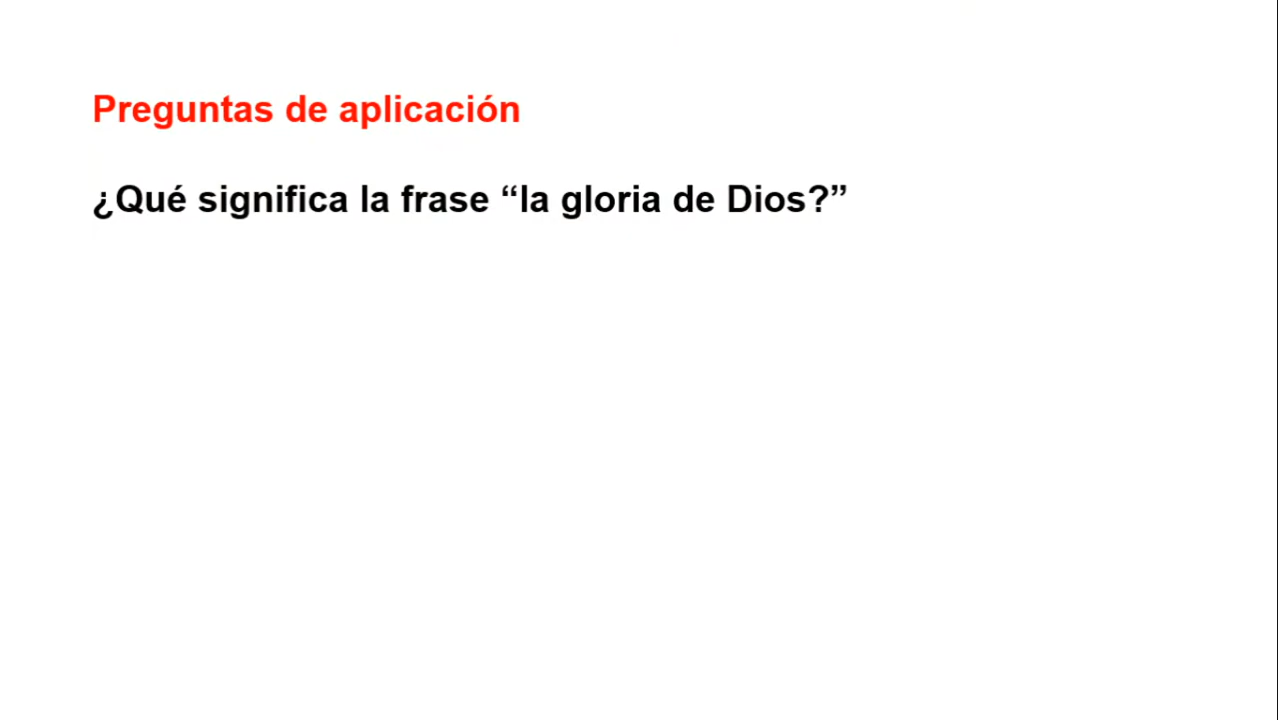 Preguntas de aplicación
¿Qué significa la frase “la gloria de Dios?”